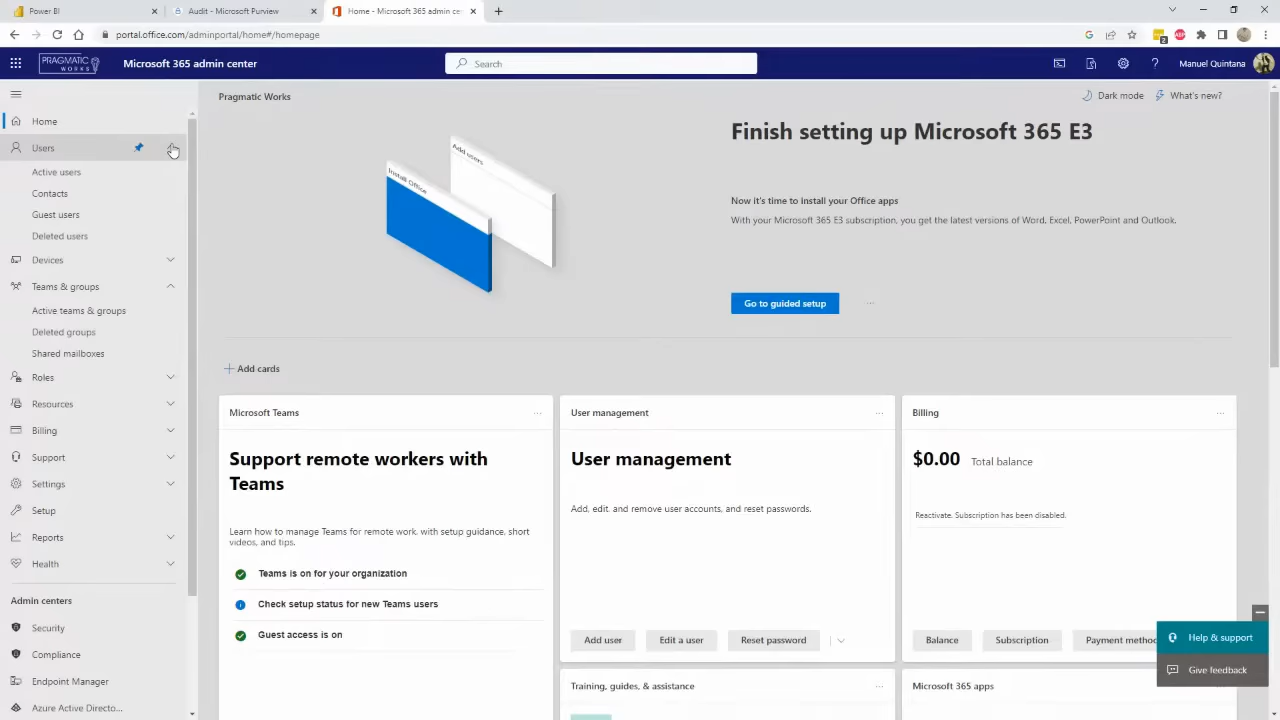 Power BI
Audit - Microsoft Purview
Home - Microsoft 365 admin ce
portal.office.com/adminportal/home#/homepage
PRAGMATIC WORKS
Microsoft 365 admin center
Search
Manuel Quintana
Home
Users
Active users
Contacts
Guest users
Deleted users
Devices
Teams & groups
Active teams & groups
Deleted groups
Shared mailboxes
Roles
Resources
Billing
Support
Settings
Setup
Reports
Health
Admin centers
Security
Compliance
Endpoint Manager
Azure Active Directo...
Pragmatic Works
Dark mode
What's new?
Add users
Install Office
Finish setting up Microsoft 365 E3
Now it's time to install your Office apps
With your Microsoft 365 E3 subscription, you get the latest versions of Word, Excel, PowerPoint and Outlook.
Go to guided setup
Add cards
Microsoft Teams
Support remote workers with
Teams
Learn how to manage Teams for remote work, with setup guidance, short
videos, and tips.
Teams is on for your organization
Check setup status for new Teams users
Guest access is on
User management
User management
Add, edit, and remove user accounts, and reset passwords.
Add user
Edit a user
Reset password
Billing
$0.00 Total balance
Reactivate. Subscription has been disabled.
Balance
Subscription
Payment method
Help & support
Give feedback
Training, guides, & assistance
Microsoft 365 apps